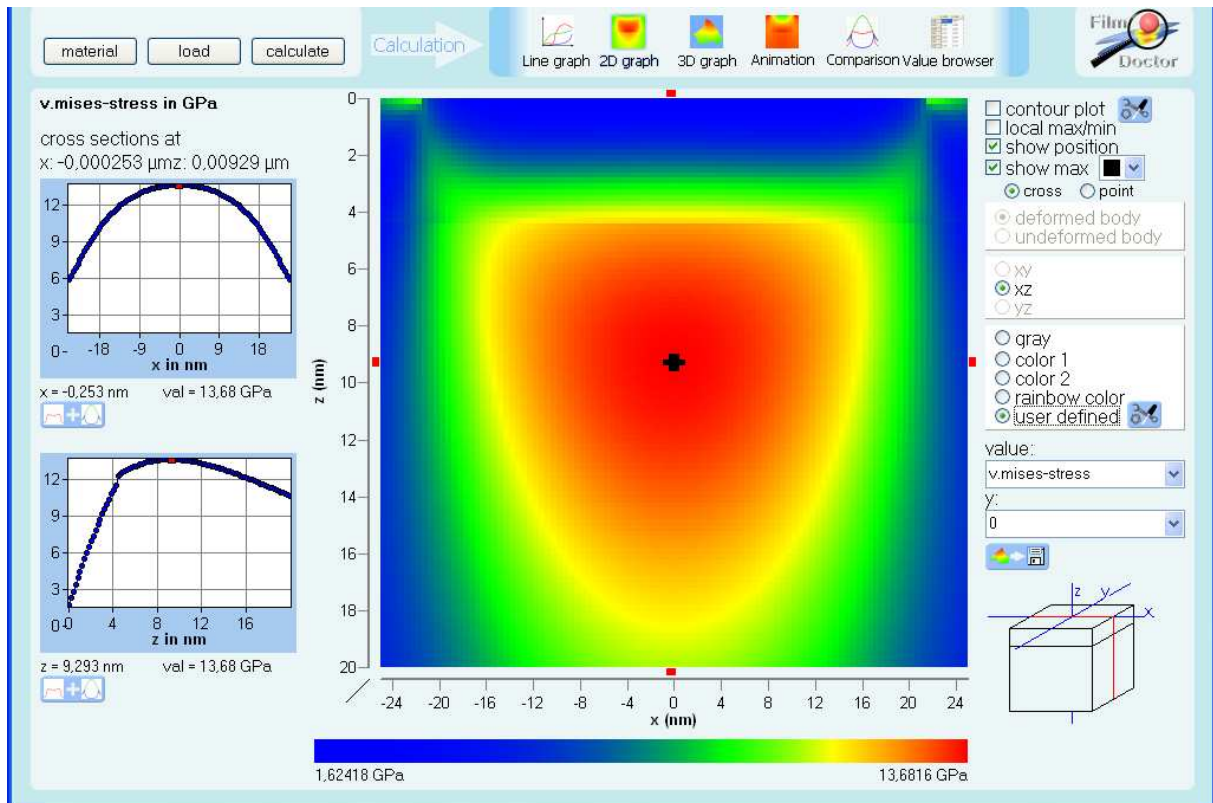 material load calculate Calculation
Line graph 2D graph 3D graph Animation Comparison Value browser
Film Doctor
v.mises-stress in GPa
cross sections at
x: -0,000253 µmz: 0,00929 µm
12
9
6
3
0
-18 -9 0 9 18
x in nm
x = -0,253 nm val = 13,68 GPa
12
9
6
3
0
0 4 8 12 16
z in nm
z = 9,293 nm val = 13,68 GPa
0
2
4
6
8
10
12
14
16
18
20
z (nm)
-24 -20 -16 -12 -8 -4 0 4 8 12 16 20 24
x (nm)
1,62418 GPa 13,6816 GPa
contour plot
local max/min
show position
show max
cross point
deformed body
undeformed body
xy
xz
yz
gray
color 1
color 2
rainbow color
user defined
value:
v.mises-stress
y:
0
z y
x